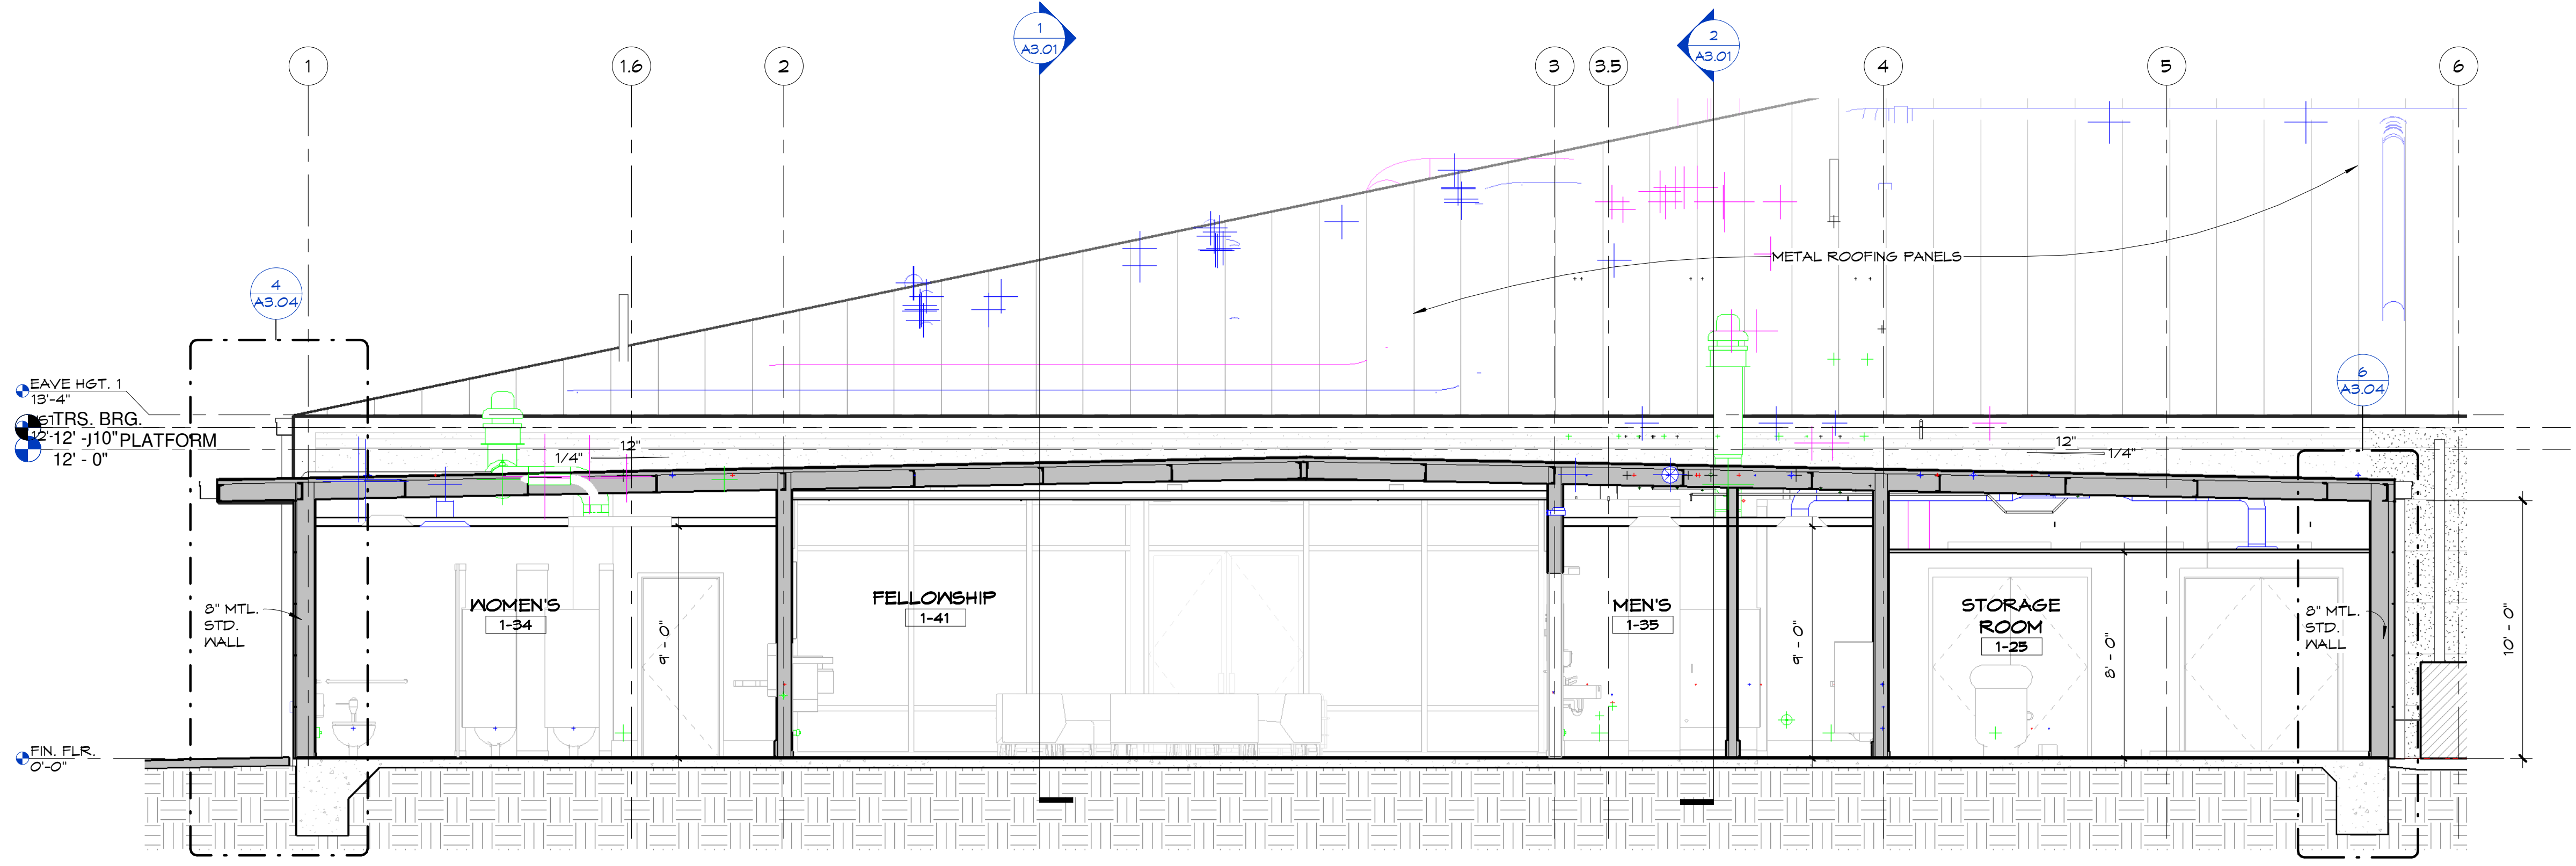 1
A3.01
2
A3.01
1
1.6
2
3
3.5
4
5
6
METAL ROOFING PANELS
4
A3.04
6
A3.04
EAVE HGT. 1
13'-4"
TRS. BRG.
12' - 10"
PLATFORM
12' - 0"
12"
1/4"
12"
1/4"
8" MTL.
STD.
WALL
WOMEN'S
1-34
9' - 0"
FELLOWSHIP
1-41
MEN'S
1-35
9' - 0"
STORAGE
ROOM
1-25
8' - 0"
8" MTL.
STD.
WALL
10' - 0"
FIN. FLR.
0'-0"